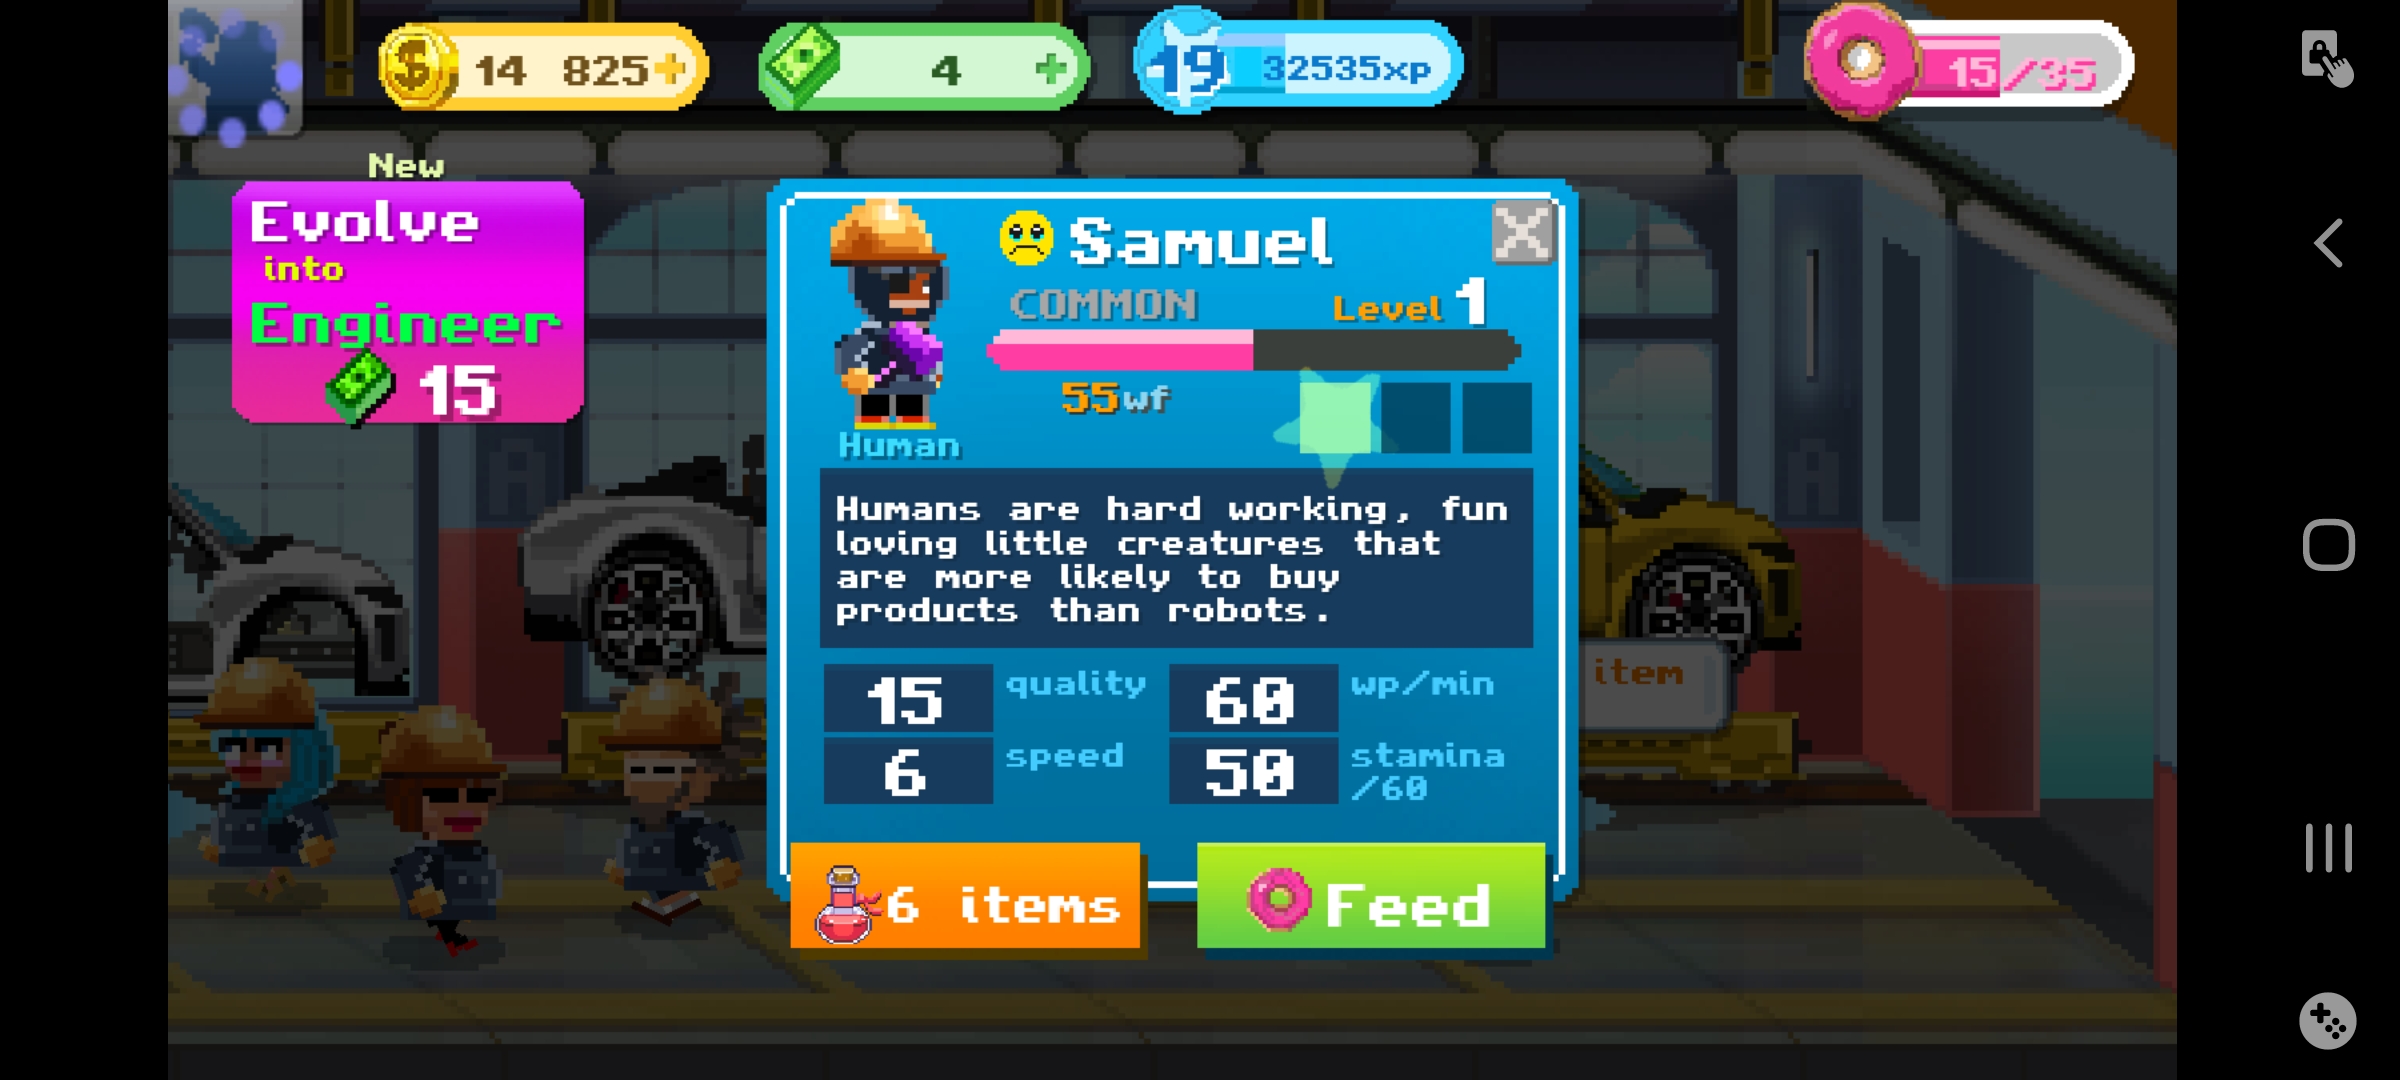 14 825
4
19
32535xp
15/35
New
Evolve
into
Engineer
15
Samuel
COMMON
Level 1
55wf
Human
Humans are hard working, fun
loving little creatures that
are more likely to buy
products than robots.
15 quality
60 wp/min
6 speed
50 stamina
/60
item
6 items
Feed